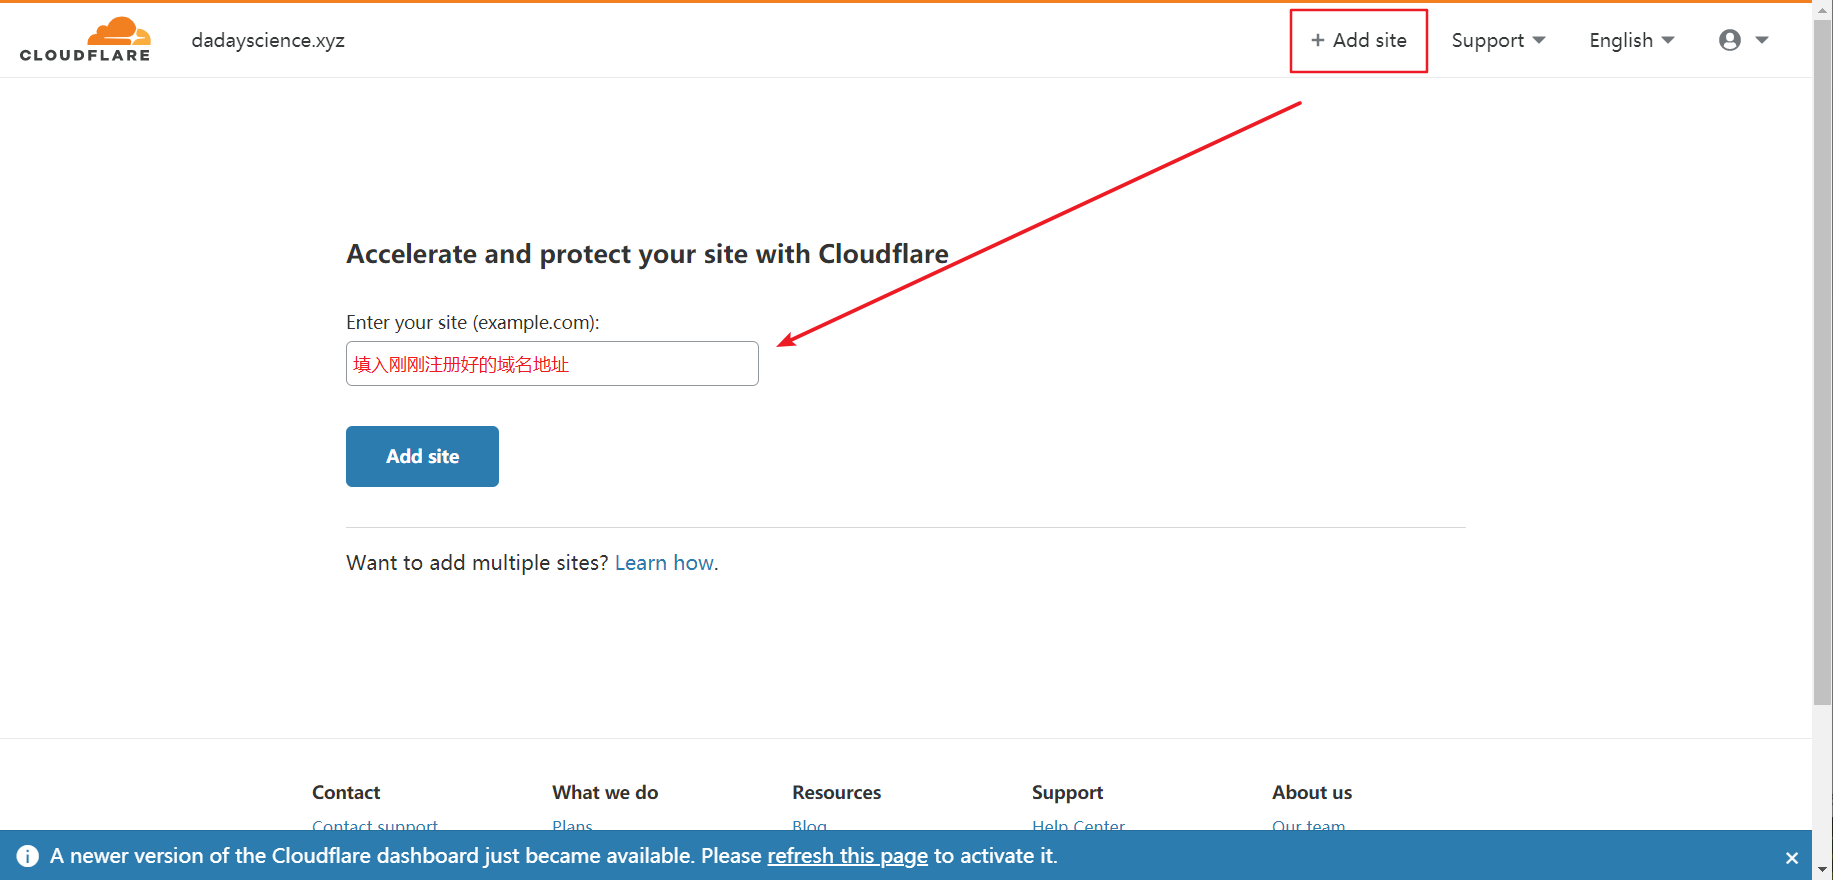 CLOUDFLARE
dadayscience.xyz
+ Add site
Support
English
Accelerate and protect your site with Cloudflare
Enter your site (example.com):
填入刚刚注册好的域名地址
Add site
Want to add multiple sites? Learn how.
Contact
What we do
Resources
Support
About us
Contact support
Plans
Blog
Help Center
Our team
A newer version of the Cloudflare dashboard just became available. Please refresh this page to activate it.